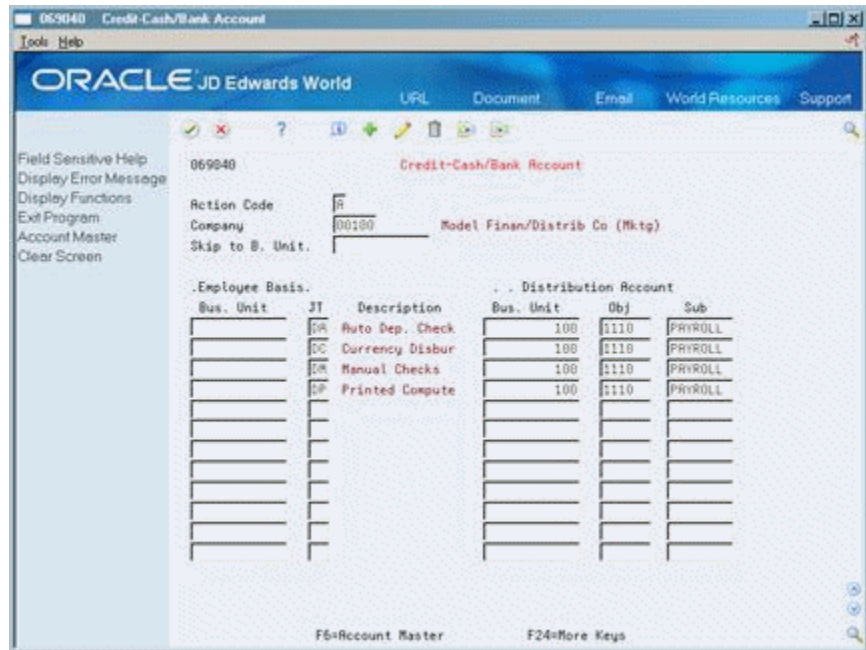 069040 Credit-Cash/Bank Account
Tools Help
ORACLE JD Edwards World
URL Document Email World Resources Support
Field Sensitive Help
Display Error Message
Display Functions
Exit Program
Account Master
Clear Screen
069040 Credit-Cash/Bank Account
Action Code A
Company 00100 Model Finan/Distrib Co (Mktg)
Skip to B. Unit.
.Employee Basis. . . Distribution Account
Bus. Unit JT Description Bus. Unit Obj Sub
DA Auto Dep. Check 100 1110 PAYROLL
DC Currency Disbur 100 1110 PAYROLL
DM Manual Checks 100 1110 PAYROLL
DP Printed Compute 100 1110 PAYROLL
F6=Account Master F24=More Keys